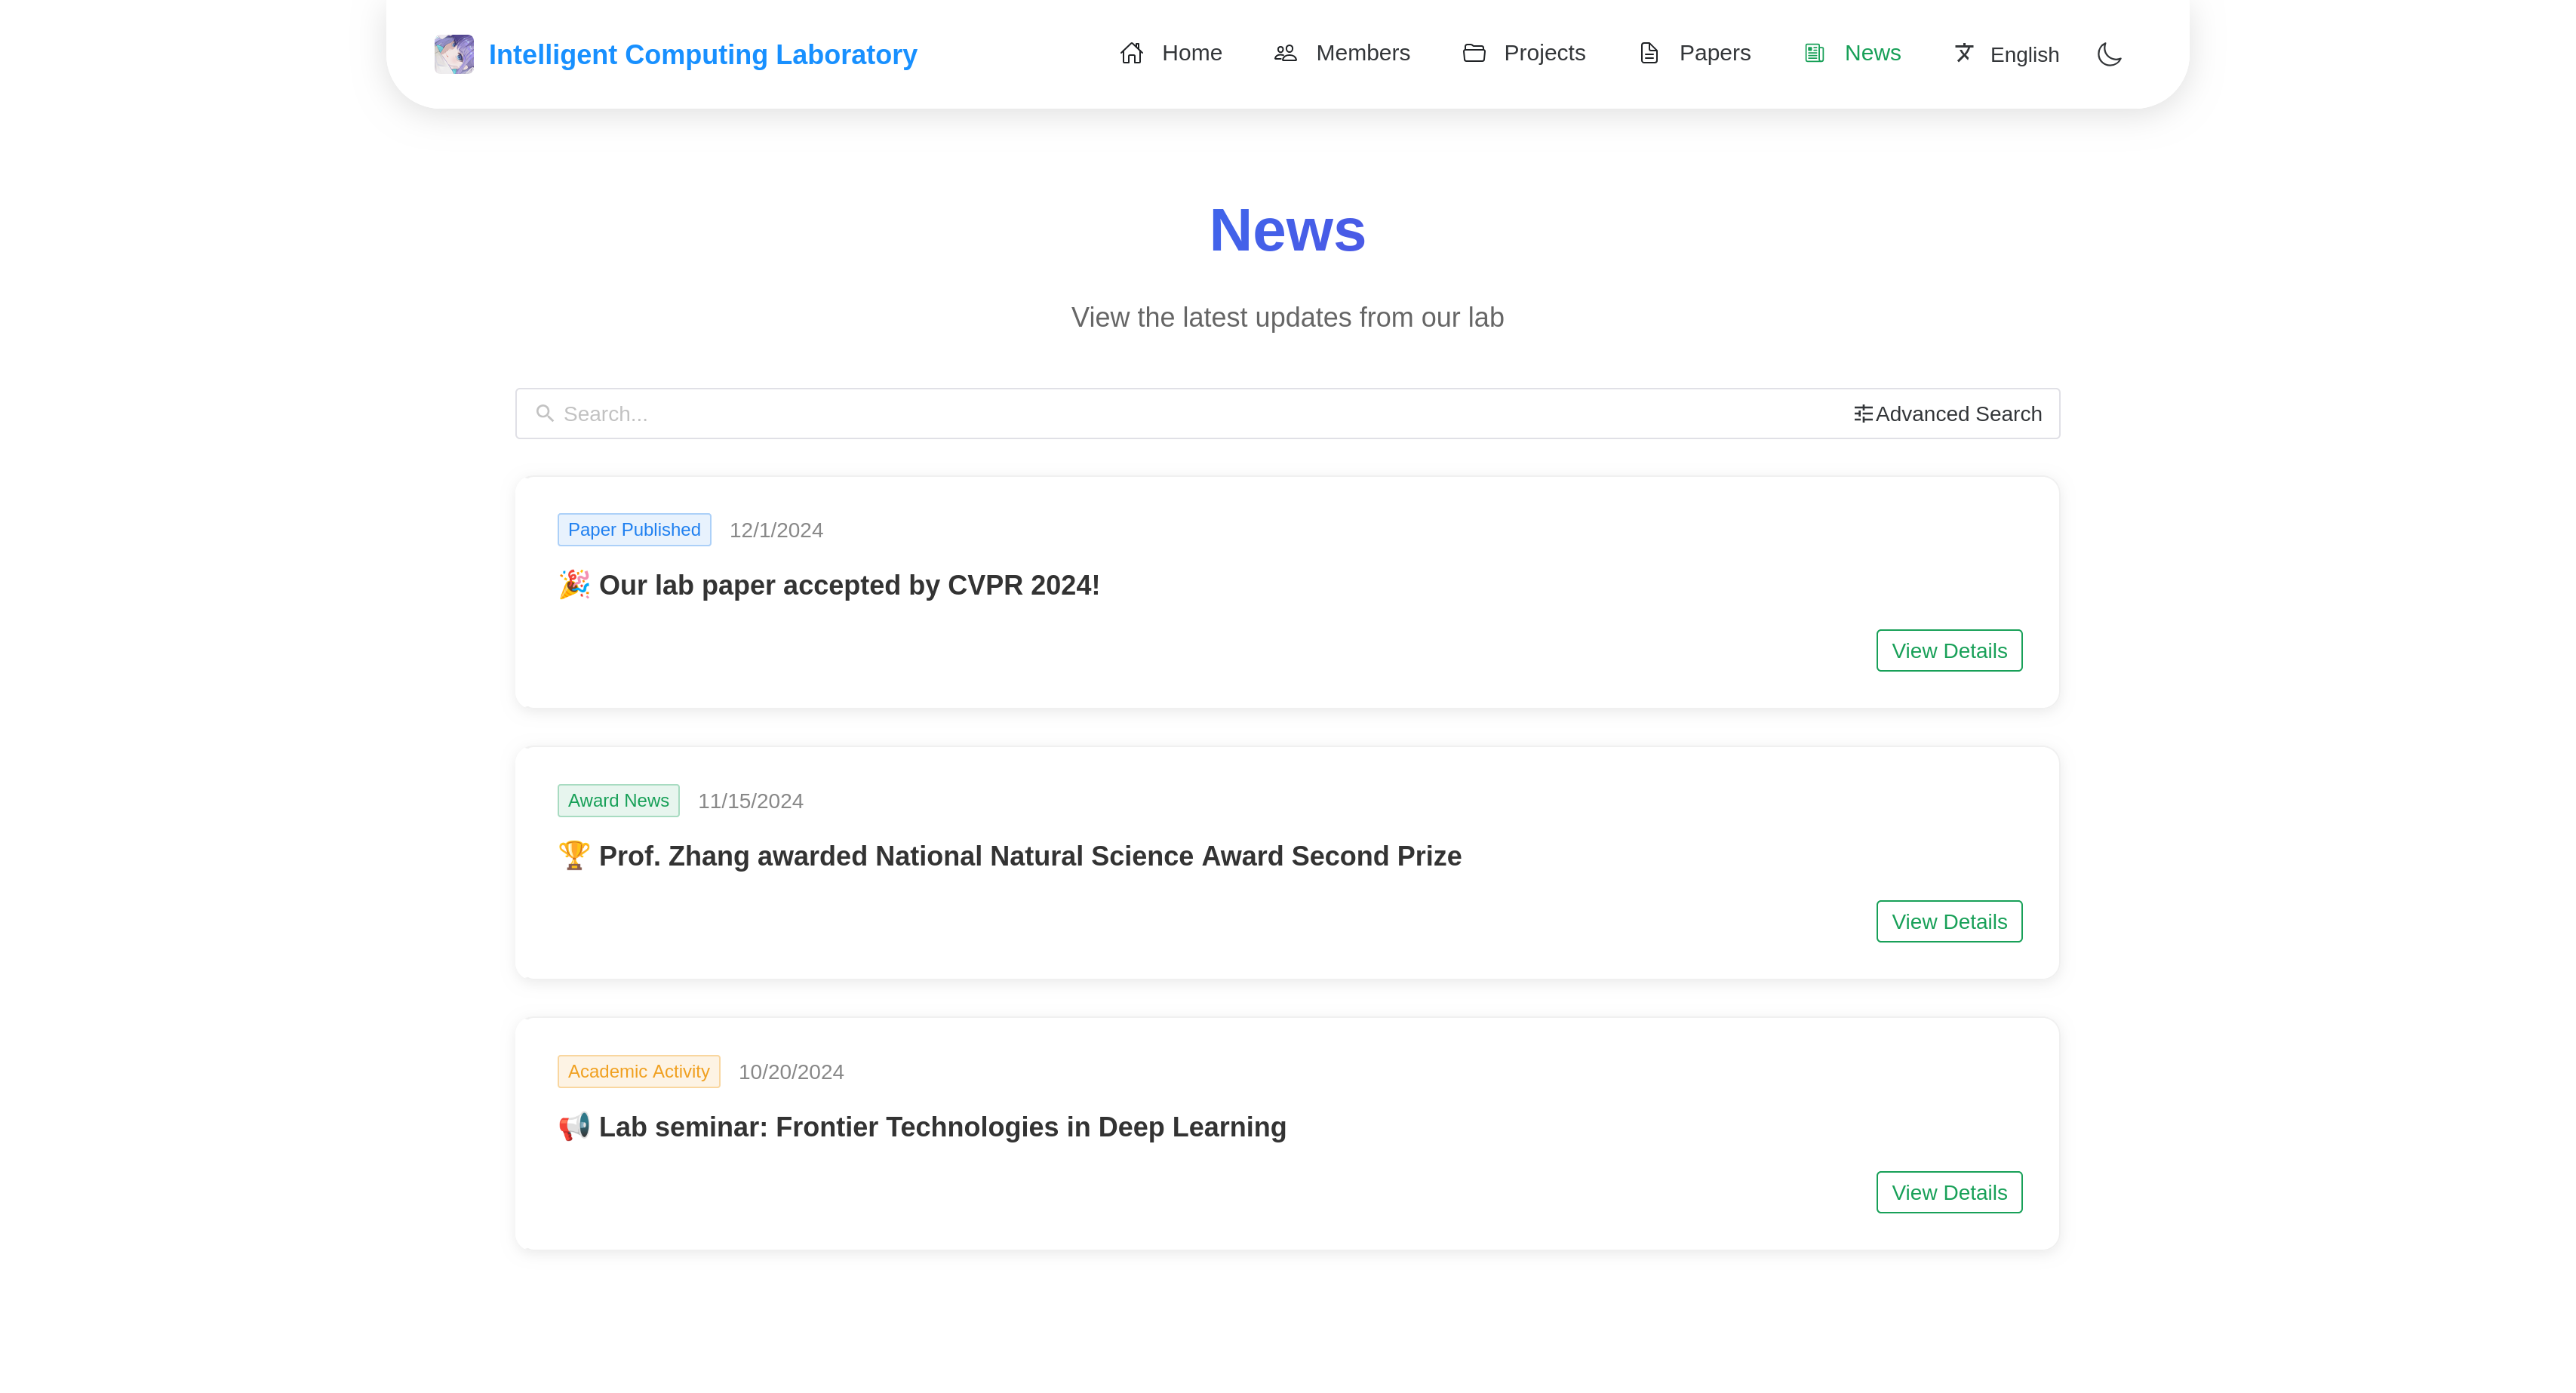 Intelligent Computing Laboratory Home Members Projects Papers News English
News
View the latest updates from our lab
Search... Advanced Search
Paper Published 12/1/2024
🎉 Our lab paper accepted by CVPR 2024!
View Details
Award News 11/15/2024
🏆 Prof. Zhang awarded National Natural Science Award Second Prize
View Details
Academic Activity 10/20/2024
📢 Lab seminar: Frontier Technologies in Deep Learning
View Details